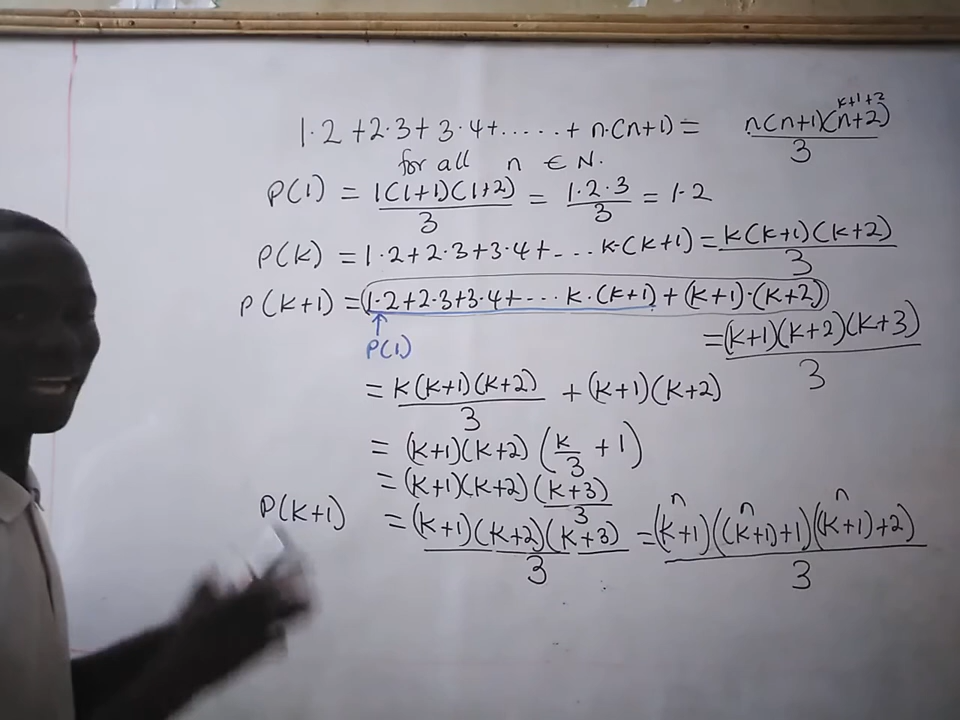 k+1+2
1·2 + 2·3 + 3·4 + ..... + n·(n+1) = n(n+1)(n+2)/3
for all n ∈ N.
P(1) = 1(1+1)(1+2)/3 = 1·2·3/3 = 1·2
P(k) = 1·2 + 2·3 + 3·4 + ... k·(k+1) = k(k+1)(k+2)/3
P(k+1) = (1·2 + 2·3 + 3·4 + ... k·(k+1) + (k+1)·(k+2))
↑
P(1)
= (k+1)(k+2)(k+3)/3
= k(k+1)(k+2)/3 + (k+1)(k+2)
= (k+1)(k+2)(k/3 + 1)
= (k+1)(k+2)(k+3)/3
n n n
P(k+1) = (k+1)(k+2)(k+3)/3 = (k+1)((k+1)+1)((k+1)+2)/3